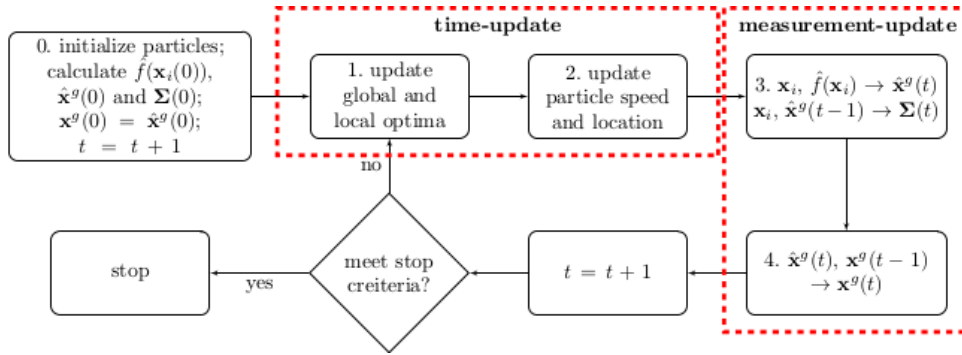 time-update
measurement-update
0. initialize particles;
calculate f̂(𝐱ᵢ(0)),
𝐱̂ᵍ(0) and 𝚺(0);
𝐱ᵍ(0) = 𝐱̂ᵍ(0);
t = t + 1
1. update
global and
local optima
2. update
particle speed
and location
3. 𝐱ᵢ, f̂(𝐱ᵢ) → 𝐱̂ᵍ(t)
𝐱ᵢ, 𝐱̂ᵍ(t−1) → 𝚺(t)
no
stop
yes
meet stop
creiteria?
t = t + 1
4. 𝐱̂ᵍ(t), 𝐱ᵍ(t − 1)
→ 𝐱ᵍ(t)